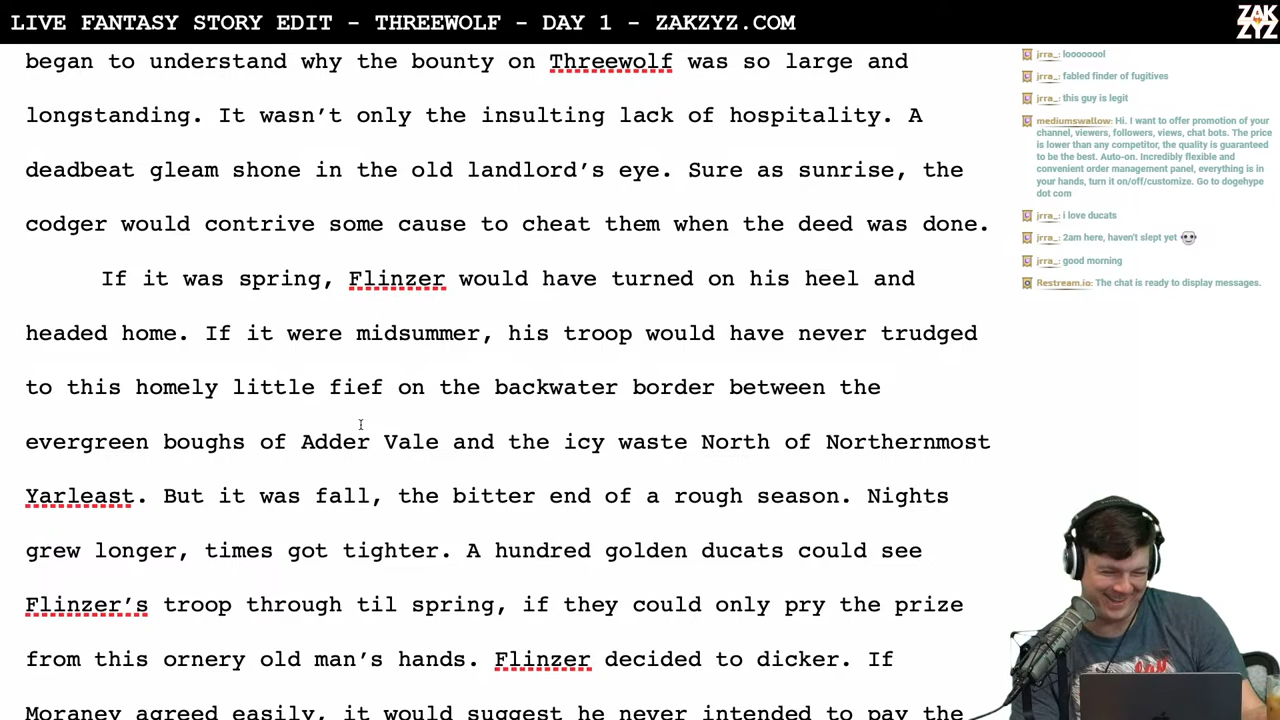 LIVE FANTASY STORY EDIT - THREEWOLF - DAY 1 - ZAKZYZ.COM
ZAK
ZYZ
began to understand why the bounty on Threewolf was so large and
longstanding. It wasn’t only the insulting lack of hospitality. A
deadbeat gleam shone in the old landlord’s eye. Sure as sunrise, the
codger would contrive some cause to cheat them when the deed was done.
If it was spring, Flinzer would have turned on his heel and
headed home. If it were midsummer, his troop would have never trudged
to this homely little fief on the backwater border between the
evergreen boughs of Adder Vale and the icy waste North of Northernmost
Yarleast. But it was fall, the bitter end of a rough season. Nights
grew longer, times got tighter. A hundred golden ducats could see
Flinzer’s troop through til spring, if they could only pry the prize
from this ornery old man’s hands. Flinzer decided to dicker. If
Moraney agreed easily, it would suggest he never intended to pay the
jrra_: loooooool
jrra_: fabled finder of fugitives
jrra_: this guy is legit
mediumswallow: Hi. I want to offer promotion of your
channel, viewers, followers, views, chat bots. The price
is lower than any competitor, the quality is guaranteed
to be the best. Auto-on. Incredibly flexible and
convenient order management panel, everything is in
your hands, turn it on/off/customize. Go to dogehype
dot com
jrra_: i love ducats
jrra_: 2am here, haven't slept yet
jrra_: good morning
Restream.io: The chat is ready to display messages.